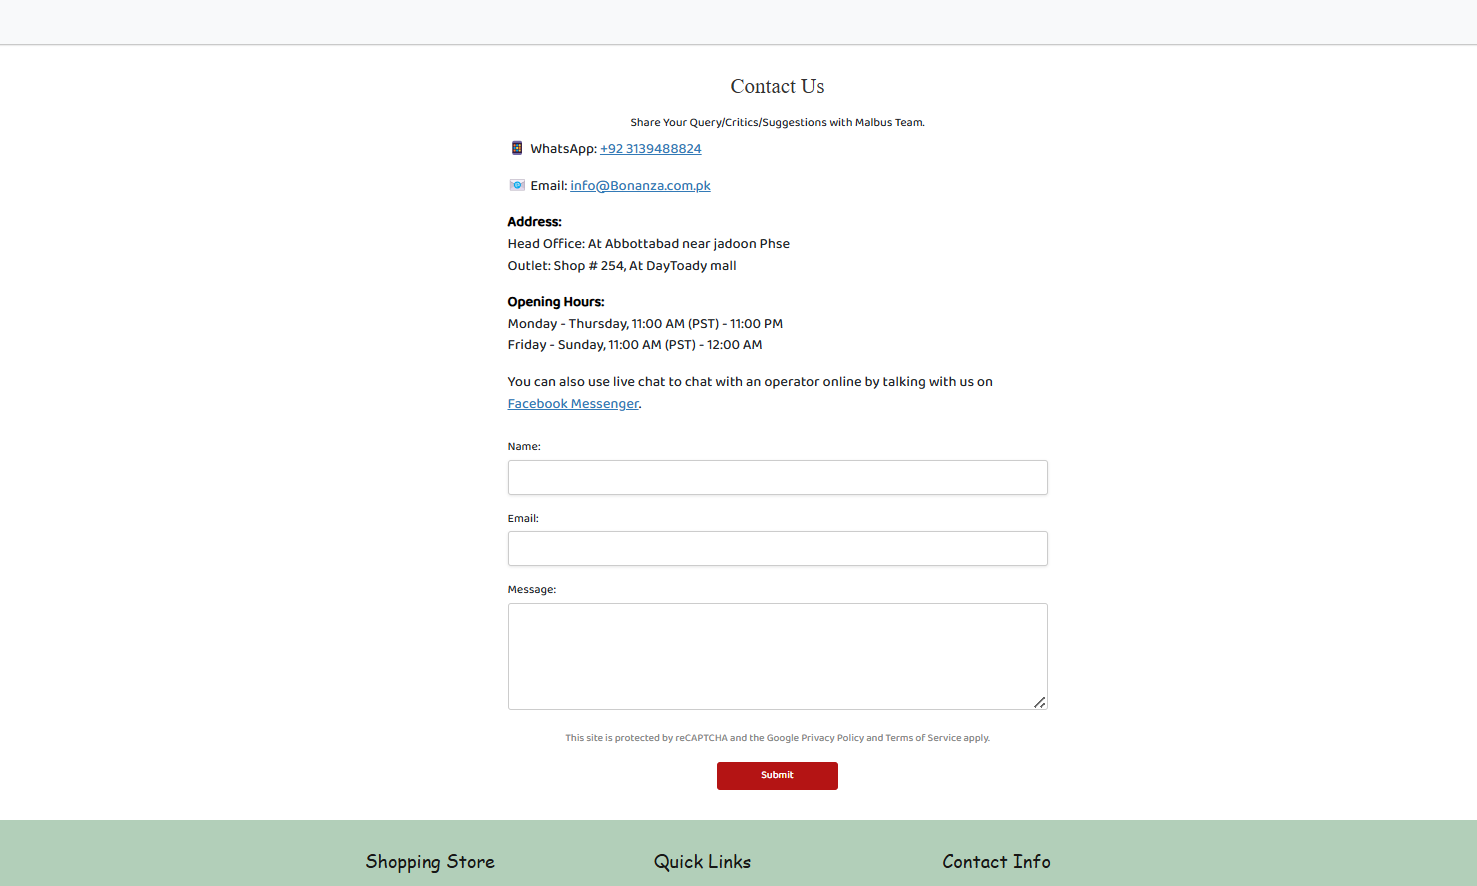 Contact Us
Share Your Query/Critics/Suggestions with Malbus Team.
WhatsApp: +92 3139488824
Email: info@Bonanza.com.pk
Address:
Head Office: At Abbottabad near jadoon Phse
Outlet: Shop # 254, At DayToady mall
Opening Hours:
Monday - Thursday, 11:00 AM (PST) - 11:00 PM
Friday - Sunday, 11:00 AM (PST) - 12:00 AM
You can also use live chat to chat with an operator online by talking with us on
Facebook Messenger.
Name:
Email:
Message:
This site is protected by reCAPTCHA and the Google Privacy Policy and Terms of Service apply.
Submit
Shopping Store
Quick Links
Contact Info